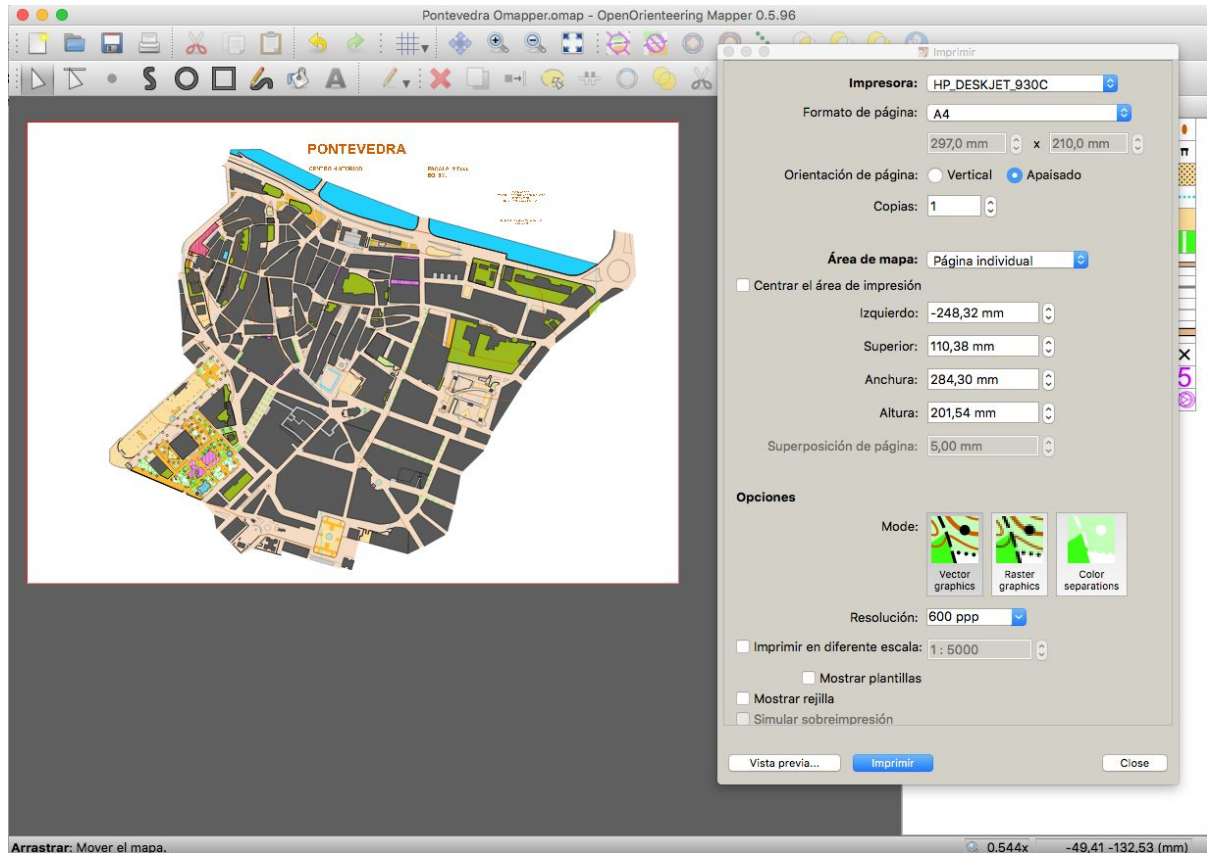 Pontevedra Omapper.omap - OpenOrienteering Mapper 0.5.96
Imprimir
Impresora: HP_DESKJET_930C
Formato de página: A4
297,0 mm x 210,0 mm
Orientación de página: Vertical Apaisado
Copias: 1
Área de mapa: Página individual
Centrar el área de impresión
Izquierdo: -248,32 mm
Superior: 110,38 mm
Anchura: 284,30 mm
Altura: 201,54 mm
Superposición de página: 5,00 mm
Opciones
Mode:
Vector graphics
Raster graphics
Color separations
Resolución: 600 ppp
Imprimir en diferente escala: 1 : 5000
Mostrar plantillas
Mostrar rejilla
Simular sobreimpresión
Vista previa... Imprimir Close
PONTEVEDRA
CENTRO HISTORICO
5
Arrastrar: Mover el mapa. 0.544x -49,41 -132,53 (mm)